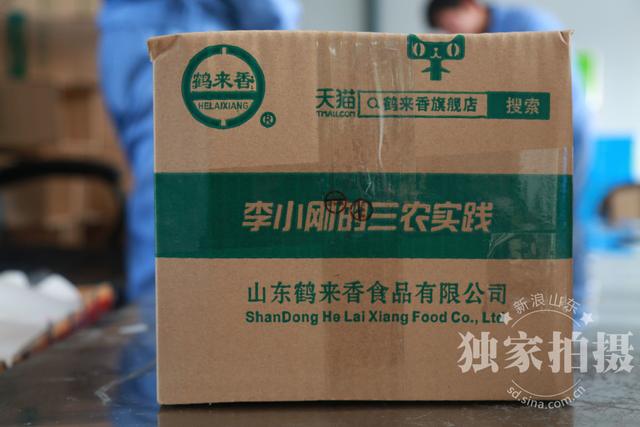 鹤来香
HELAIXIANG
®
天猫
TMALL.COM
鹤来香旗舰店
搜索
李小刚的三农实践
山东鹤来香食品有限公司
ShanDong He Lai Xiang Food Co., Ltd
新浪山东
独家拍摄
sd.sina.com.cn